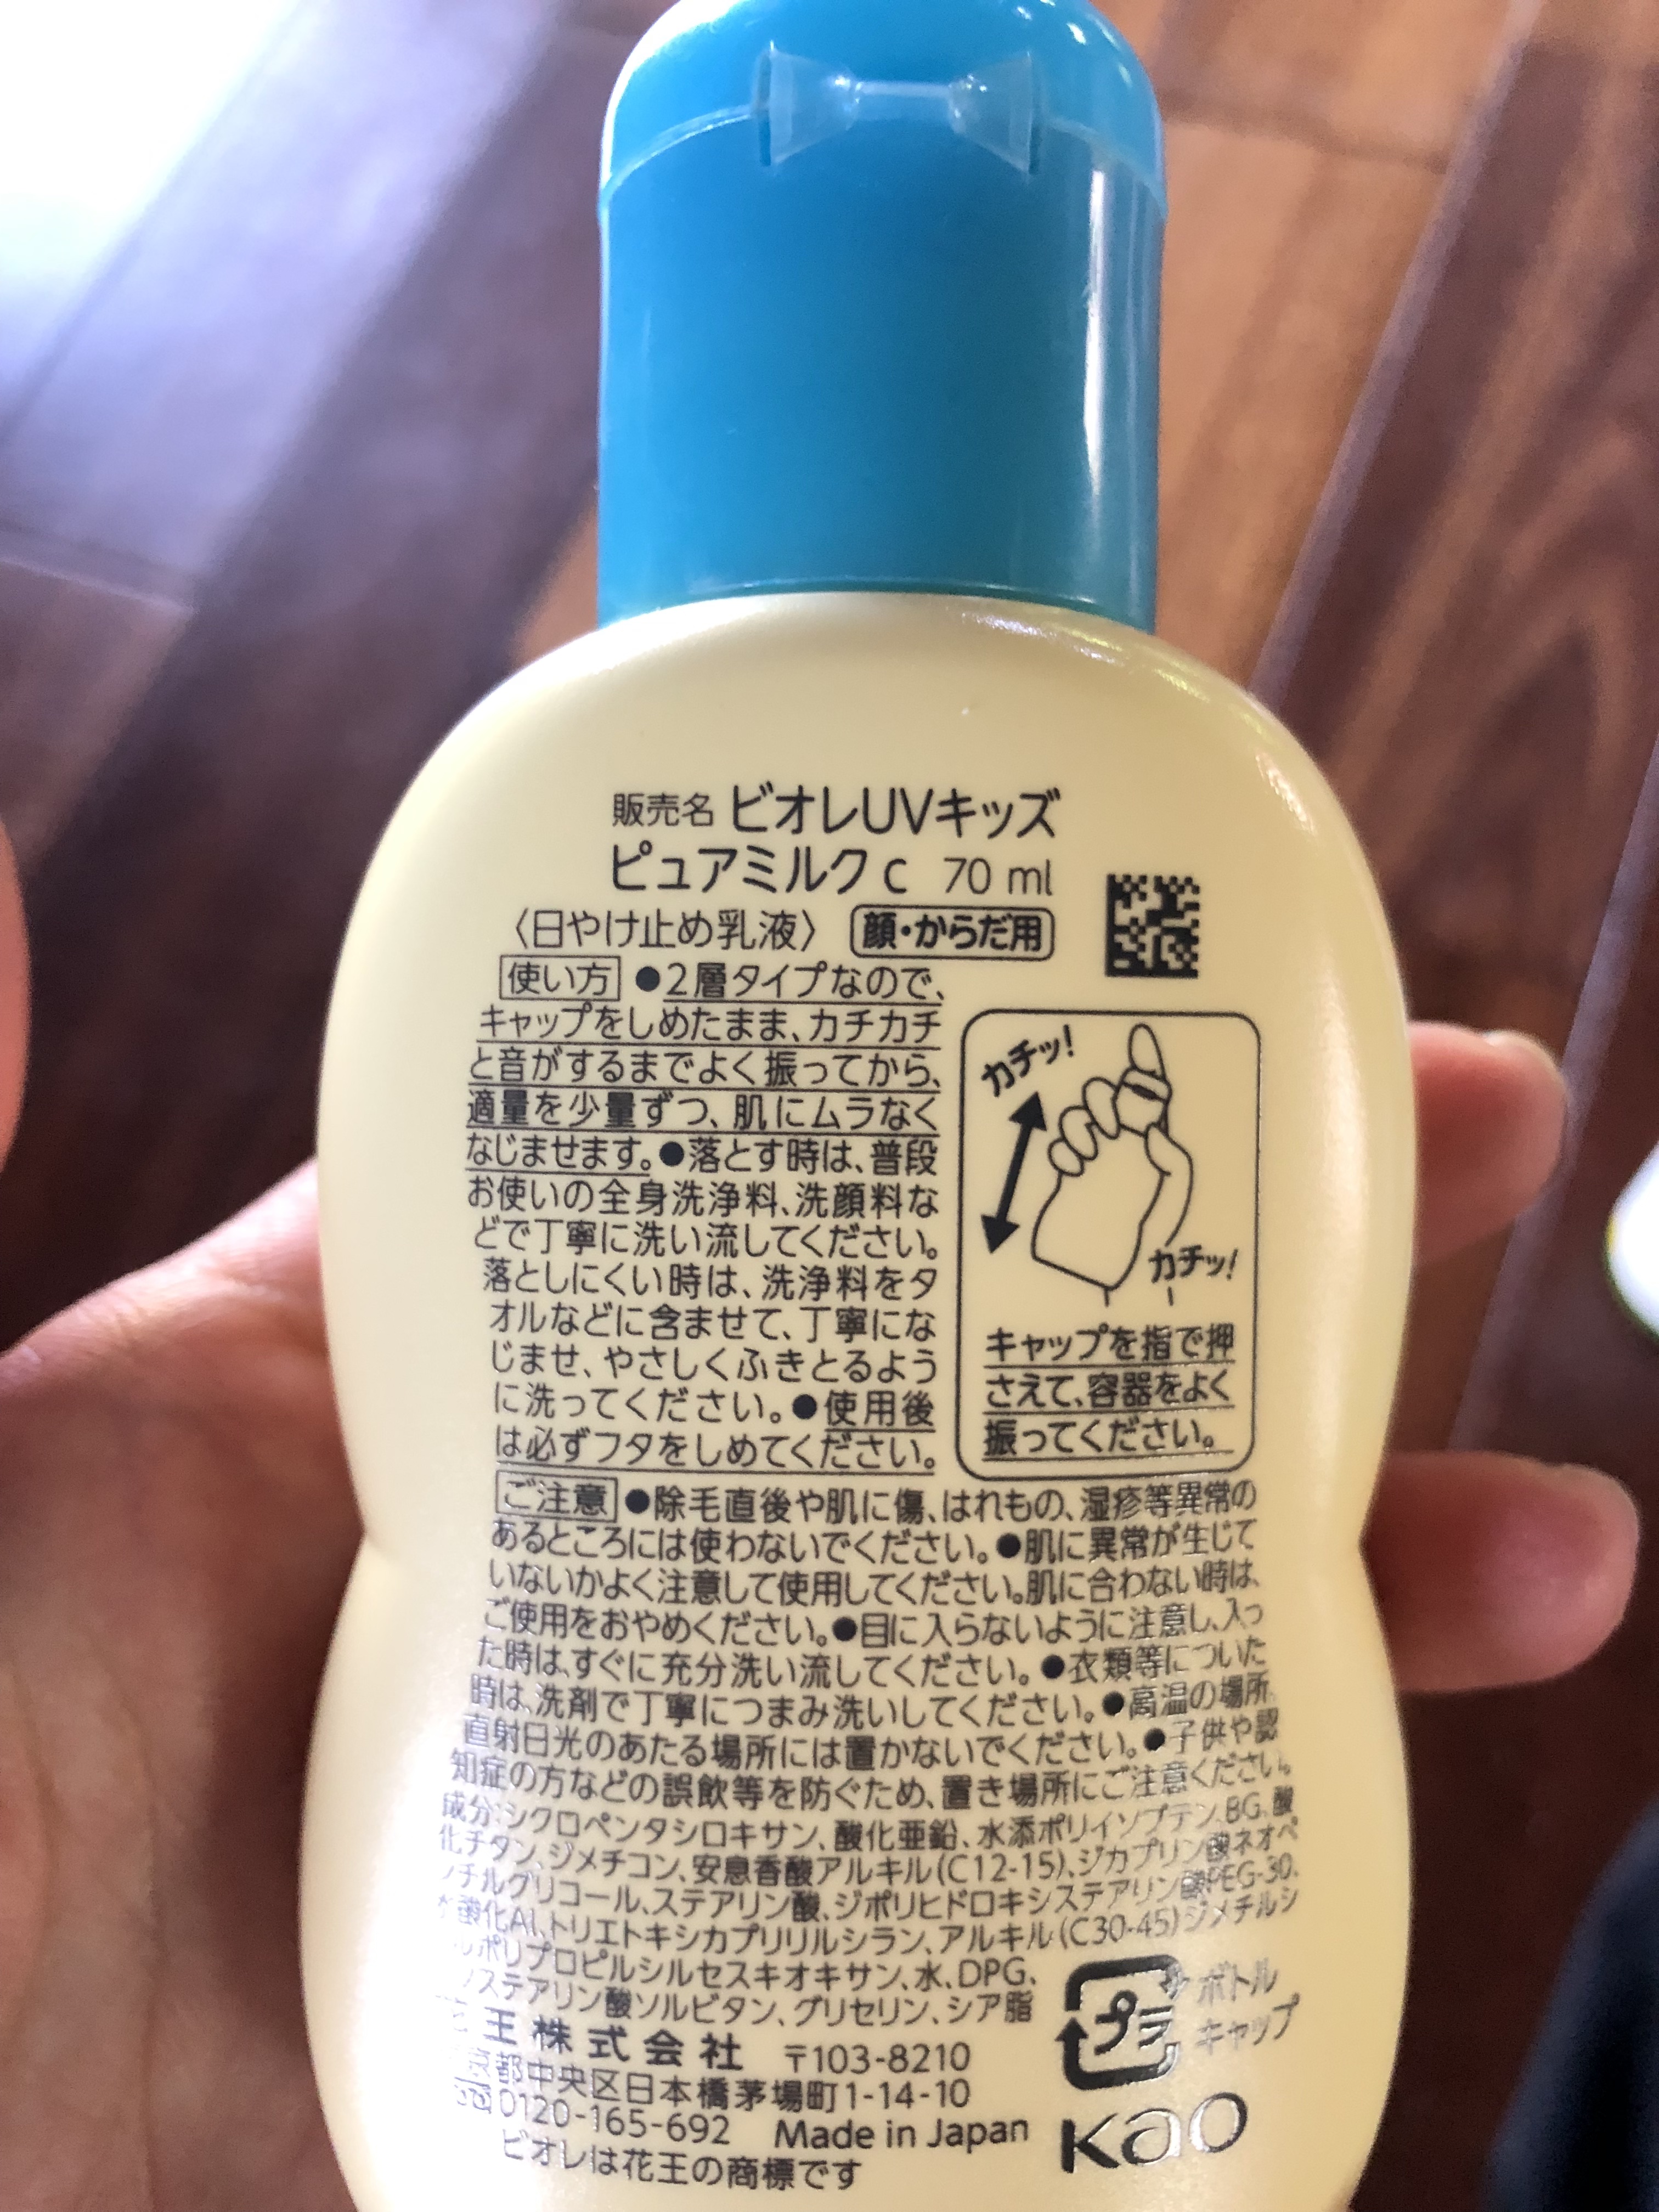 販売名 ビオレUVキッズ
ピュアミルクc 70 ml
〈日やけ止め乳液〉 顔・からだ用
使い方 ●2層タイプなので、
キャップをしめたまま、カチカチ
と音がするまでよく振ってから、
適量を少量ずつ、肌にムラなく
なじませます。●落とす時は、普段
お使いの全身洗浄料、洗顔料な
どで丁寧に洗い流してください。
落としにくい時は、洗浄料をタ
オルなどに含ませて、丁寧にな
じませ、やさしくふきとるよう
に洗ってください。●使用後
は必ずフタをしめてください。
カチッ!
カチッ!
キャップを指で押
さえて、容器をよく
振ってください。
ご注意 ●除毛直後や肌に傷、はれもの、湿疹等異常の
あるところには使わないでください。●肌に異常が生じて
いないかよく注意して使用してください。肌に合わない時は、
ご使用をおやめください。●目に入らないように注意し、入っ
た時は、すぐに充分洗い流してください。●衣類等についた
時は、洗剤で丁寧につまみ洗いしてください。●高温の場所、
直射日光のあたる場所には置かないでください。●子供や認
知症の方などの誤飲等を防ぐため、置き場所にご注意ください。
成分:シクロペンタシロキサン、酸化亜鉛、水添ポリイソブテン、BG、酸
化チタン、ジメチコン、安息香酸アルキル(C12-15)、ジカプリン酸ネオペ
ンチルグリコール、ステアリン酸、ジポリヒドロキシステアリン酸PEG-30、
水酸化Al、トリエトキシカプリリルシラン、アルキル(C30-45)ジメチルシ
リルポリプロピルシルセスキオキサン、水、DPG、
ステアリン酸ソルビタン、グリセリン、シア脂
花王株式会社 〒103-8210
東京都中央区日本橋茅場町1-14-10
0120-165-692 Made in Japan
ビオレは花王の商標です
プラ
ボトル
キャップ
kao